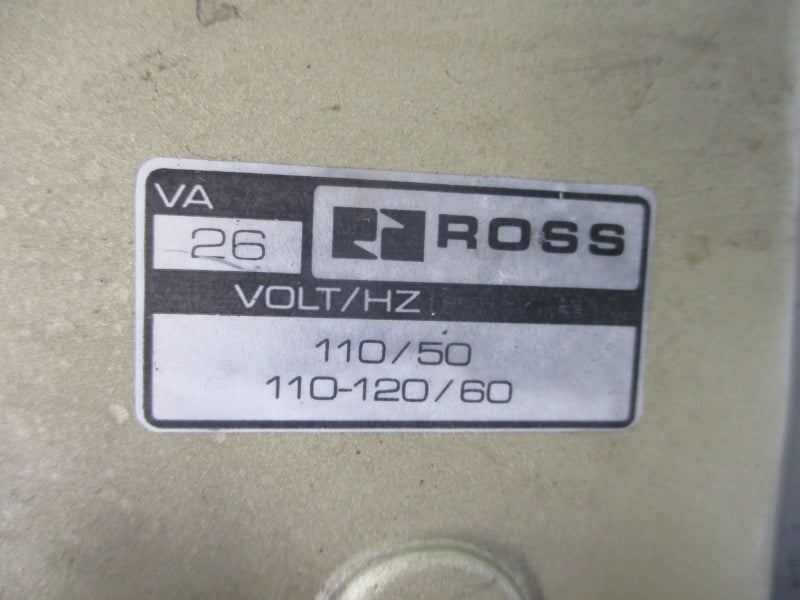 VA
26
ROSS
VOLT/HZ
110/50
110-120/60